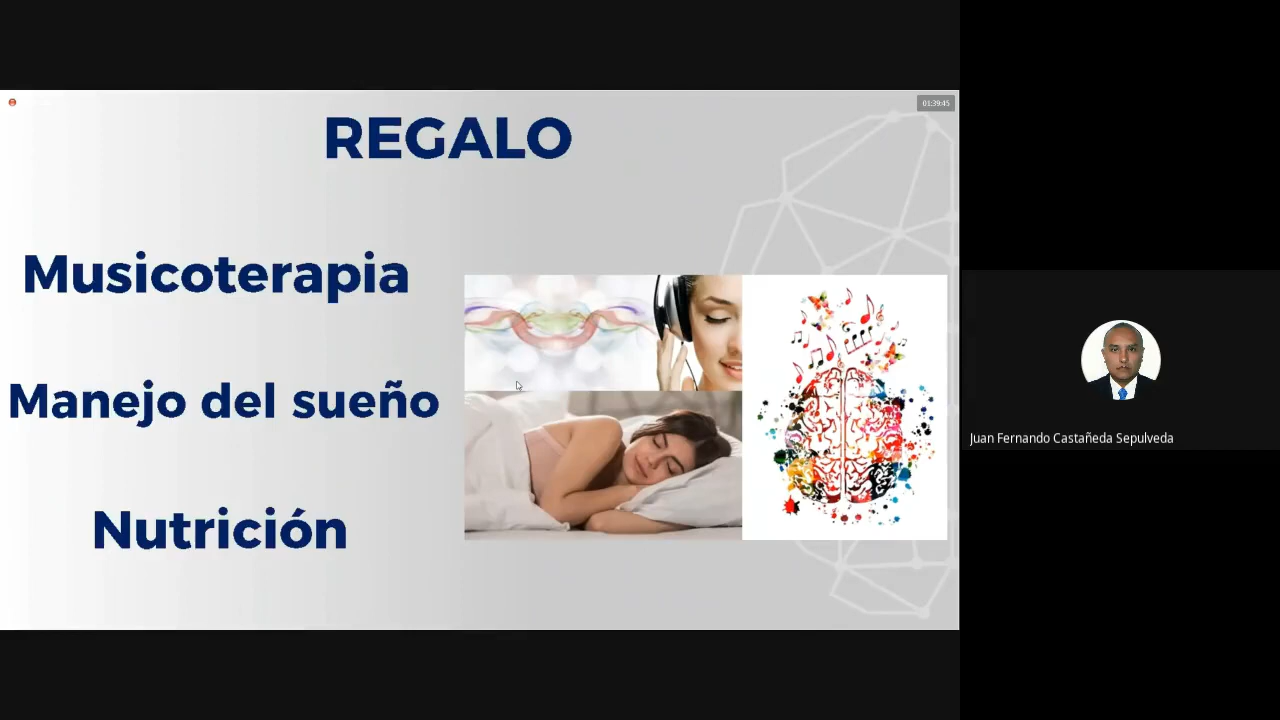 REGALO
01:39:45
Musicoterapia
Manejo del sueño
Nutrición
Juan Fernando Castañeda Sepulveda